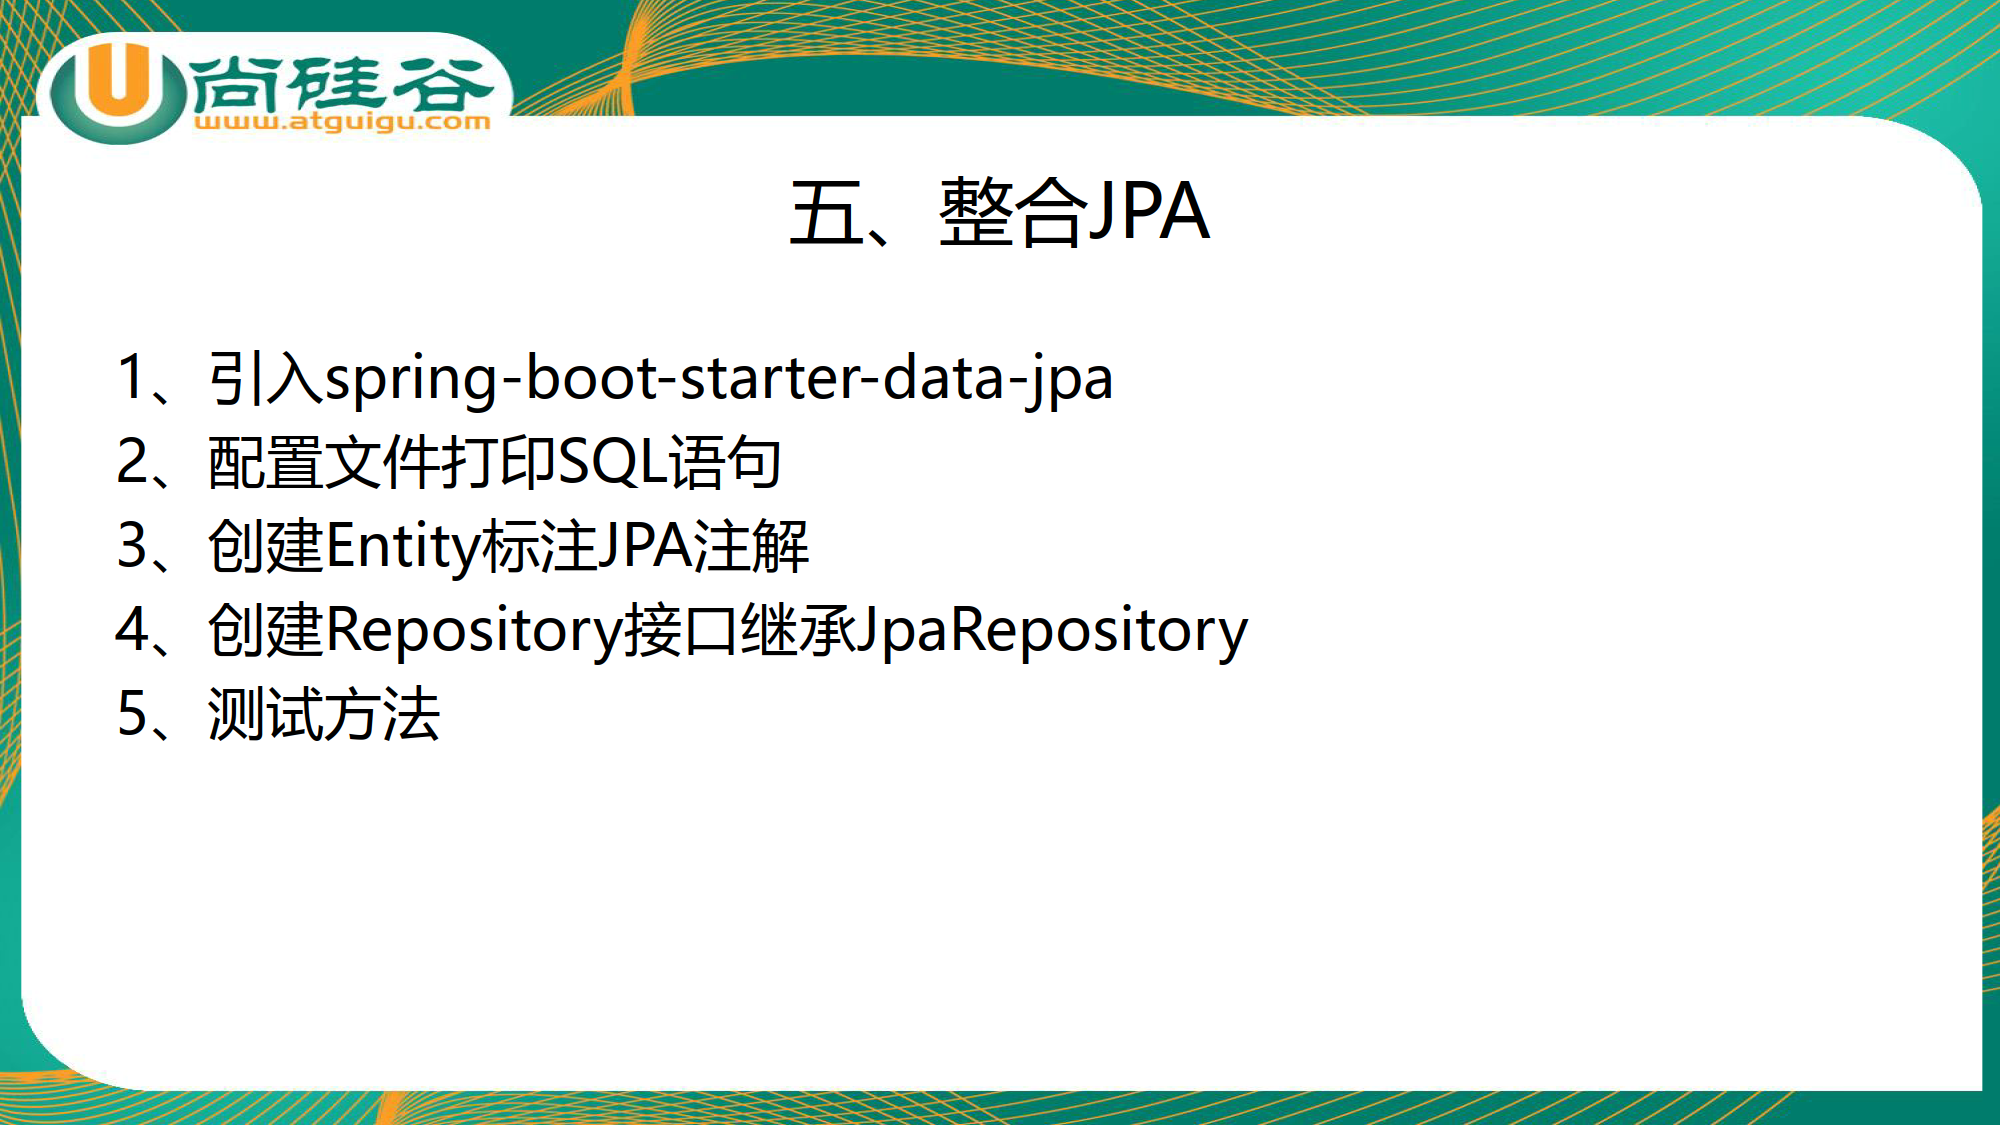 尚硅谷
www.atguigu.com
五、整合JPA
1、引入spring-boot-starter-data-jpa
2、配置文件打印SQL语句
3、创建Entity标注JPA注解
4、创建Repository接口继承JpaRepository
5、测试方法